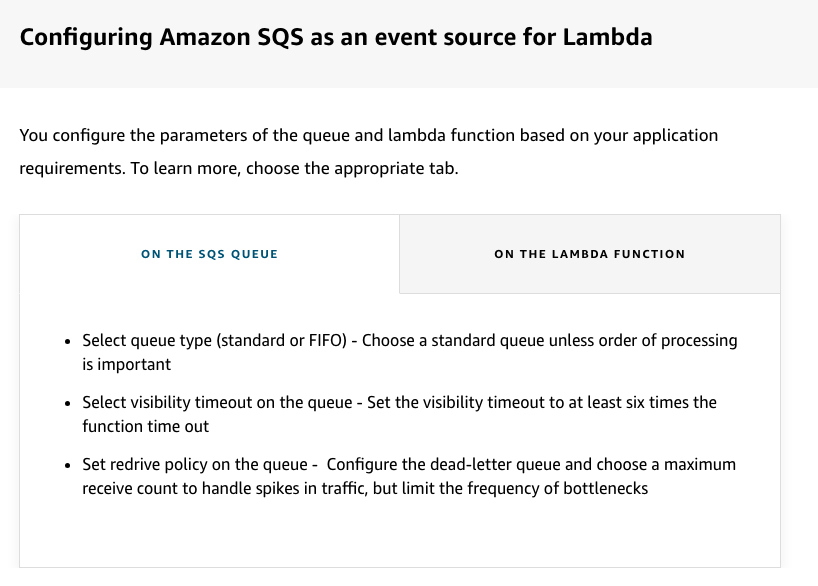 Configuring Amazon SQS as an event source for Lambda
You configure the parameters of the queue and lambda function based on your application
requirements. To learn more, choose the appropriate tab.
ON THE SQS QUEUE
ON THE LAMBDA FUNCTION
• Select queue type (standard or FIFO) - Choose a standard queue unless order of processing
is important
• Select visibility timeout on the queue - Set the visibility timeout to at least six times the
function time out
• Set redrive policy on the queue -  Configure the dead-letter queue and choose a maximum
receive count to handle spikes in traffic, but limit the frequency of bottlenecks